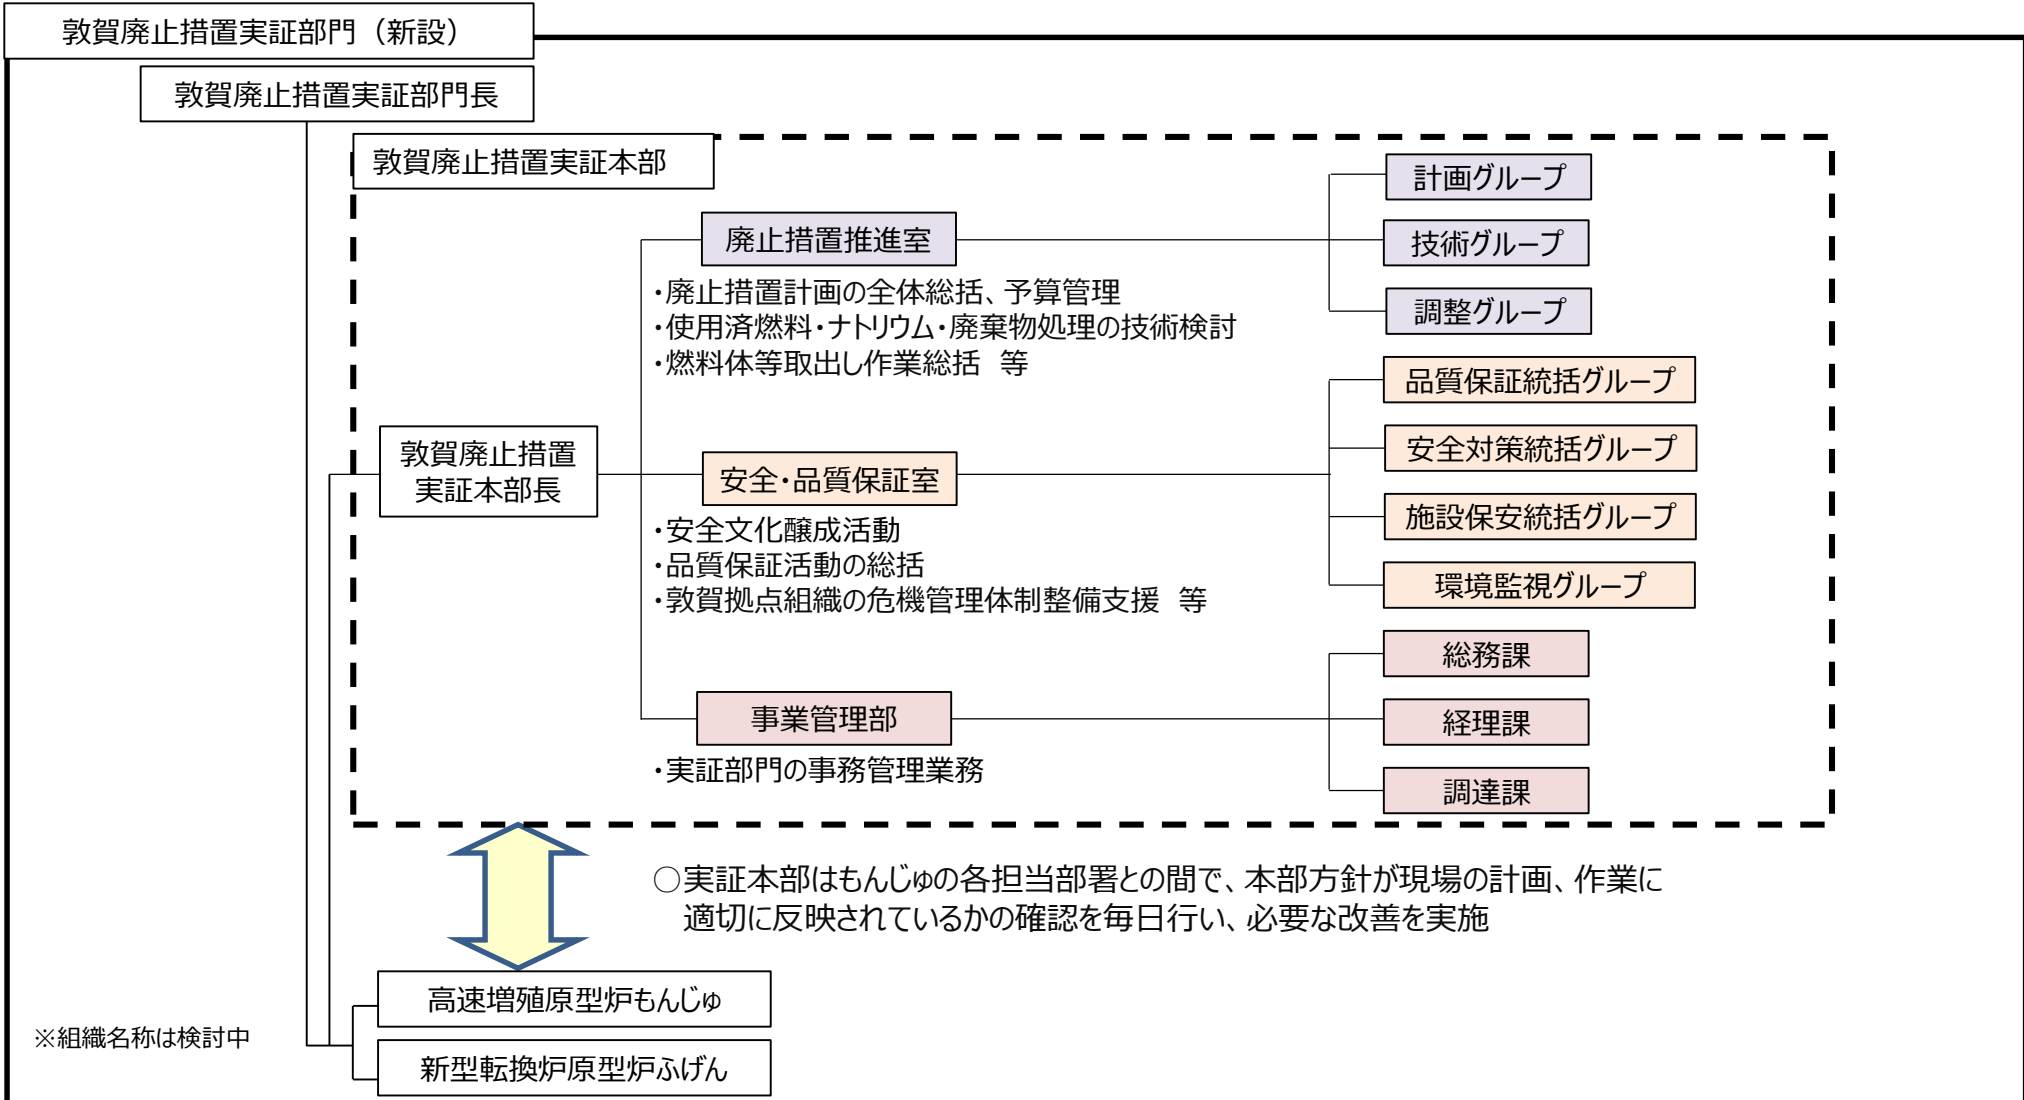 敦賀廃止措置実証部門（新設）
敦賀廃止措置実証部門長
敦賀廃止措置実証本部
計画グループ
廃止措置推進室
技術グループ
・廃止措置計画の全体総括、予算管理
・使用済燃料・ナトリウム・廃棄物処理の技術検討
・燃料体等取出し作業総括　等
調整グループ
品質保証統括グループ
敦賀廃止措置
実証本部長
安全・品質保証室
安全対策統括グループ
・安全文化醸成活動
・品質保証活動の総括
・敦賀拠点組織の危機管理体制整備支援　等
施設保安統括グループ
環境監視グループ
総務課
事業管理部
経理課
・実証部門の事務管理業務
調達課
○実証本部はもんじゅの各担当部署との間で、本部方針が現場の計画、作業に
適切に反映されているかの確認を毎日行い、必要な改善を実施
高速増殖原型炉もんじゅ
※組織名称は検討中
新型転換炉原型炉ふげん